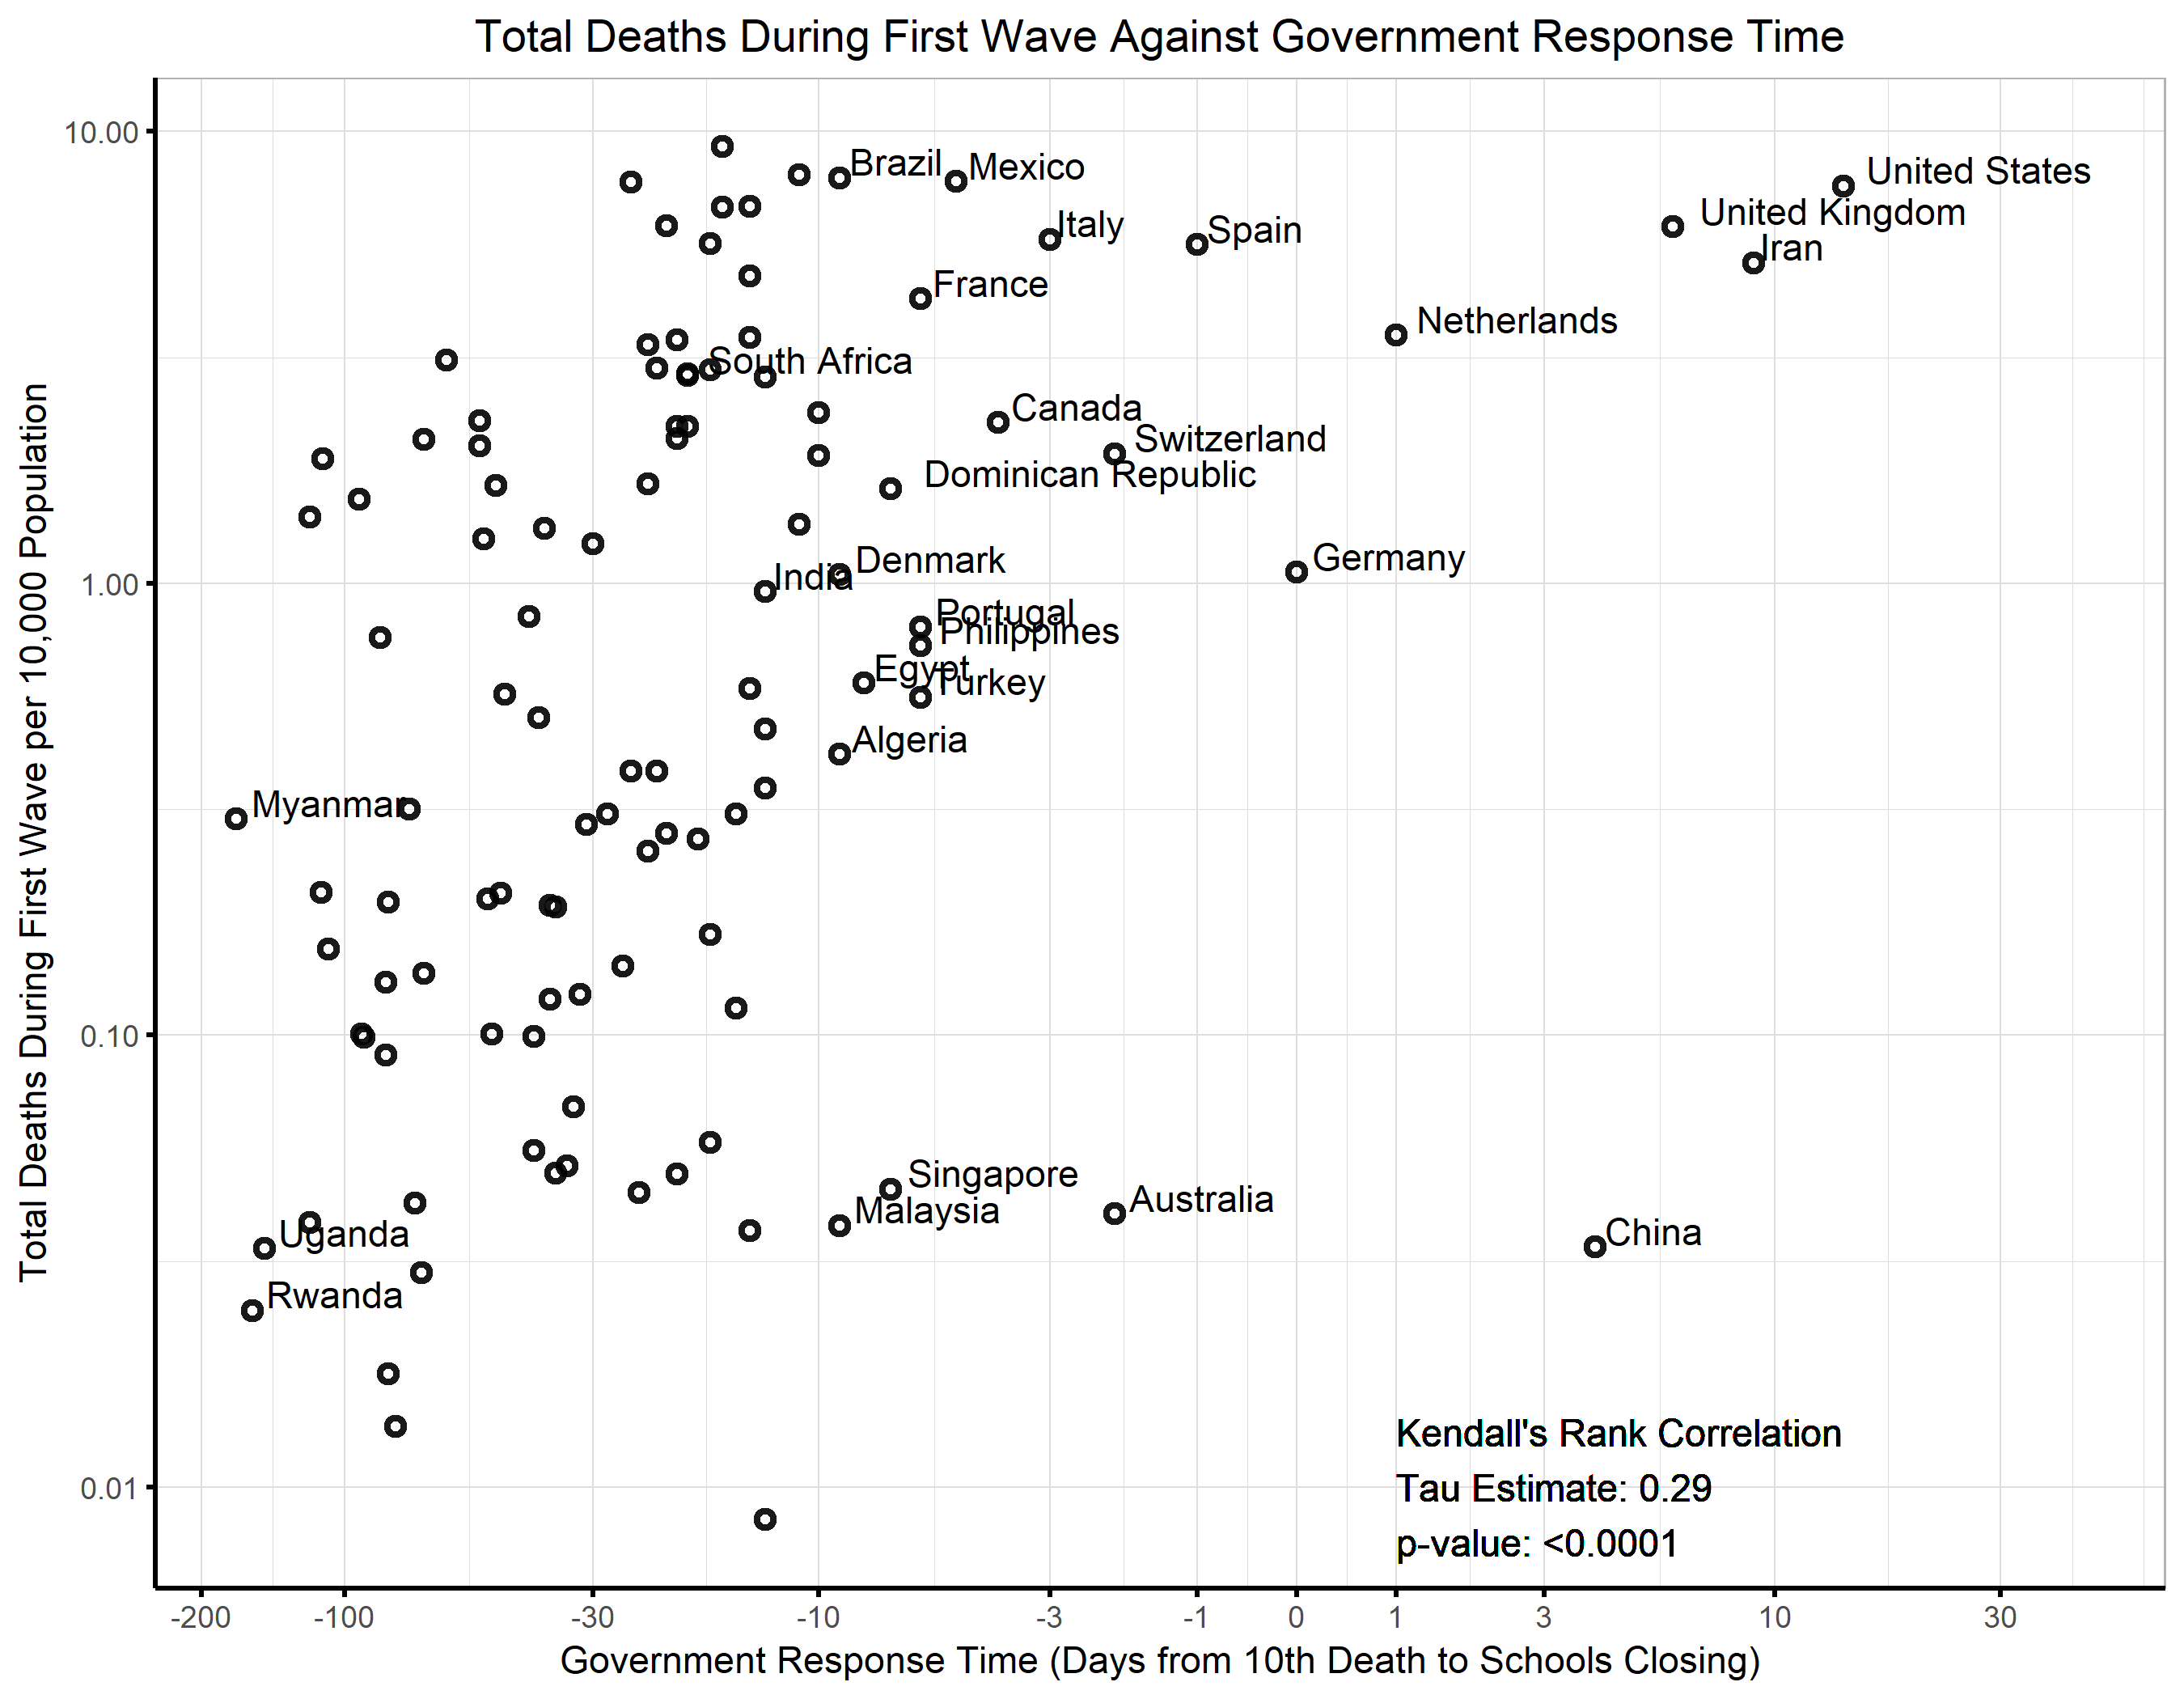 Total Deaths During First Wave Against Government Response Time
Total Deaths During First Wave per 10,000 Population
10.00
1.00
0.10
0.01
Brazil
Mexico
United States
United Kingdom
Italy
Spain
Iran
France
Netherlands
South Africa
Canada
Switzerland
Dominican Republic
Denmark
Germany
India
Portugal
Philippines
Egypt
Turkey
Algeria
Myanmar
Singapore
Australia
Malaysia
China
Uganda
Rwanda
Kendall's Rank Correlation
Tau Estimate: 0.29
p-value: <0.0001
-200 -100 -30 -10 -3 -1 0 1 3 10 30
Government Response Time (Days from 10th Death to Schools Closing)